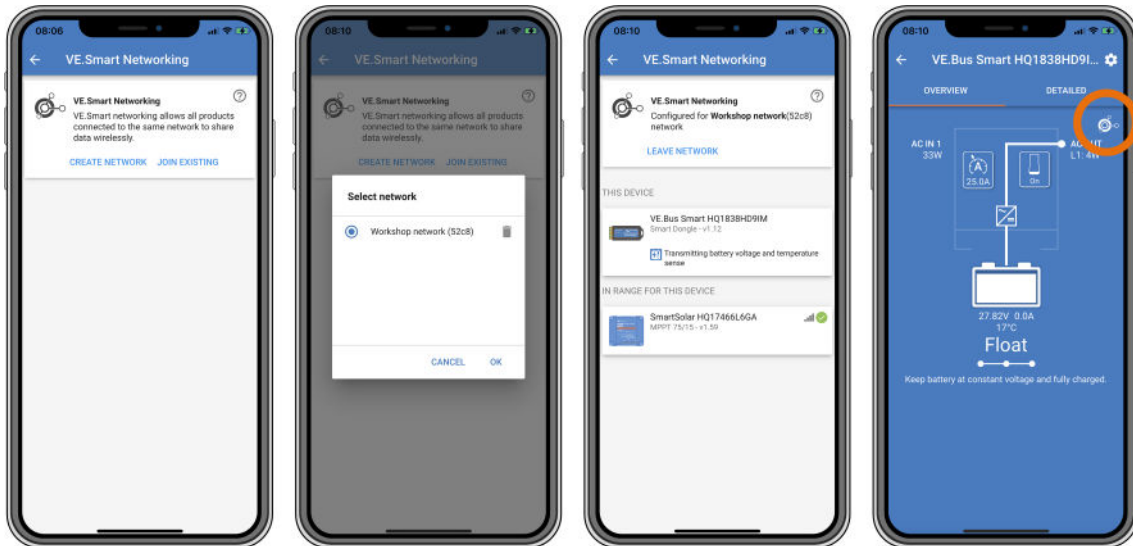 08:06
VE.Smart Networking
VE.Smart Networking
VE.Smart networking allows all products
connected to the same network to share
data wirelessly.
CREATE NETWORK JOIN EXISTING
08:10
VE.Smart Networking
VE.Smart Networking
VE.Smart networking allows all products
connected to the same network to share
data wirelessly.
CREATE NETWORK JOIN EXISTING
Select network
Workshop network (52c8)
CANCEL OK
08:10
VE.Smart Networking
VE.Smart Networking
Configured for Workshop network(52c8)
network
LEAVE NETWORK
THIS DEVICE
VE.Bus Smart HQ1838HD9IM
Smart Dongle - v1.12
Transmitting battery voltage and temperature
sense
IN RANGE FOR THIS DEVICE
SmartSolar HQ17466L6GA
MPPT 75/15 - v1.59
08:10
VE.Bus Smart HQ1838HD9I...
OVERVIEW DETAILED
AC IN 1
33W
25.0A
On
L1: 4W
27.82V 0.0A
17°C
Float
Keep battery at constant voltage and fully charged.